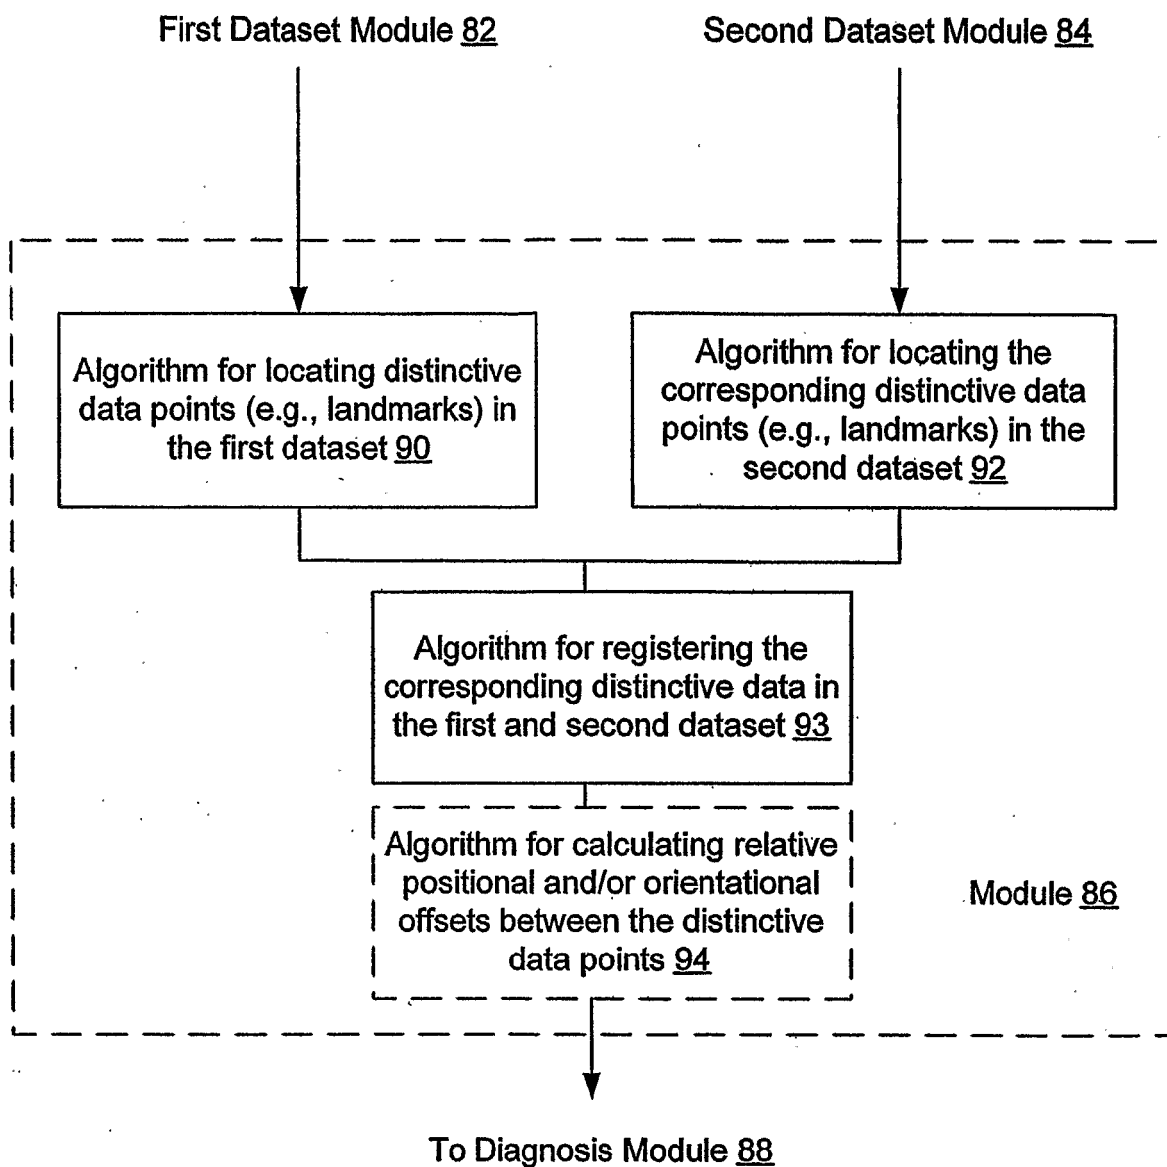 First Dataset Module 82
Second Dataset Module 84
Algorithm for locating distinctive
data points (e.g., landmarks) in
the first dataset 90
Algorithm for locating the
corresponding distinctive data
points (e.g., landmarks) in the
second dataset 92
Algorithm for registering the
corresponding distinctive data in
the first and second dataset 93
Algorithm for calculating relative
positional and/or orientational
offsets between the distinctive
data points 94
Module 86
To Diagnosis Module 88